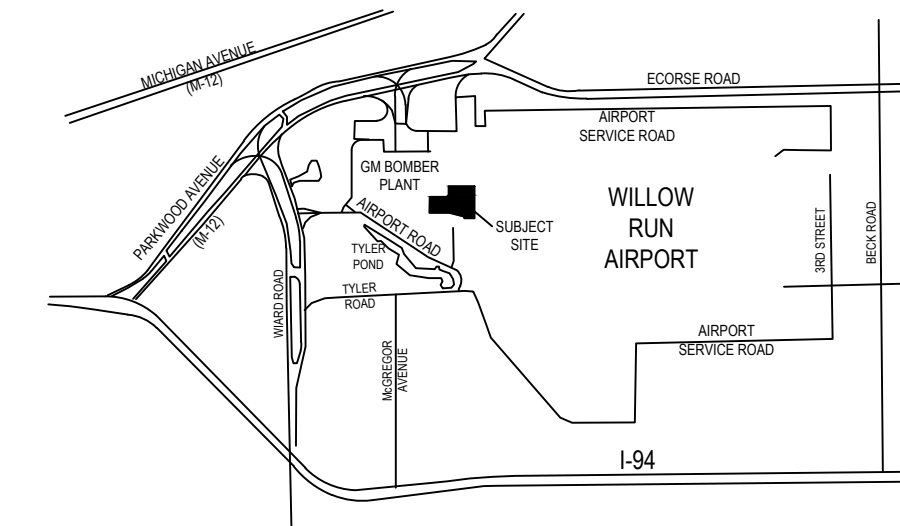 MICHIGAN AVENUE
(M-12)
ECORSE ROAD
AIRPORT
SERVICE ROAD
GM BOMBER
PLANT
PARKWOOD AVENUE
(M-12)
WILLOW
RUN
AIRPORT
SUBJECT
SITE
AIRPORT ROAD
TYLER
POND
3RD STREET
BECK ROAD
WIARD ROAD
TYLER
ROAD
AIRPORT
SERVICE ROAD
McGREGOR
AVENUE
I-94